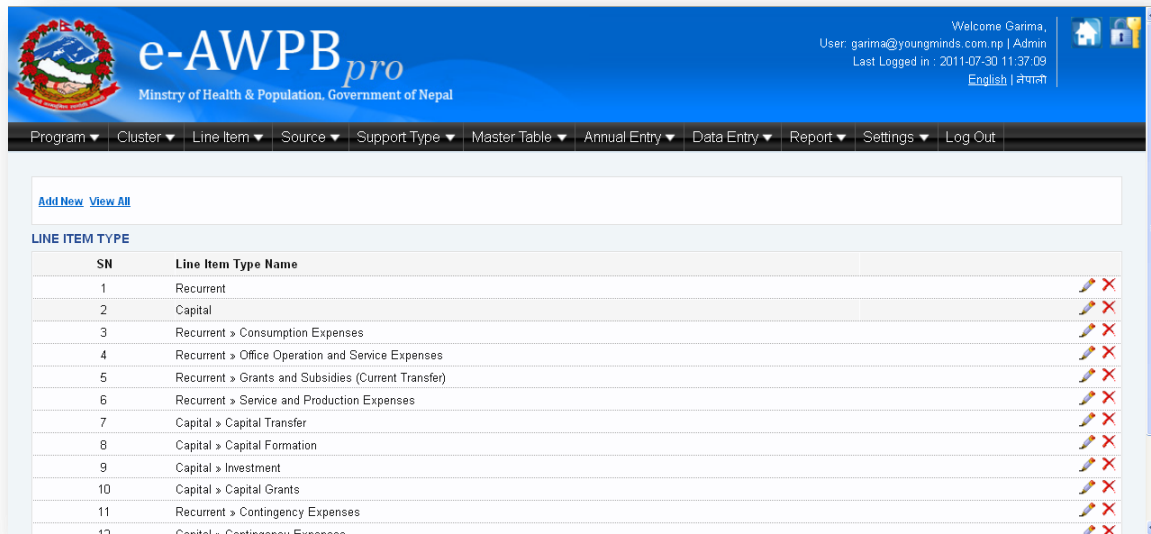 e-AWPB pro
Minstry of Health & Population, Government of Nepal
Welcome Garima,
User: garima@youngminds.com.np | Admin
Last Logged in : 2011-07-30 11:37:09
English | नेपाली
Program ▼ Cluster ▼ Line Item ▼ Source ▼ Support Type ▼ Master Table ▼ Annual Entry ▼ Data Entry ▼ Report ▼ Settings ▼ Log Out
Add New View All
LINE ITEM TYPE
SN Line Item Type Name
1 Recurrent
2 Capital
3 Recurrent » Consumption Expenses
4 Recurrent » Office Operation and Service Expenses
5 Recurrent » Grants and Subsidies (Current Transfer)
6 Recurrent » Service and Production Expenses
7 Capital » Capital Transfer
8 Capital » Capital Formation
9 Capital » Investment
10 Capital » Capital Grants
11 Recurrent » Contingency Expenses
12 Capital » Contingency Expenses